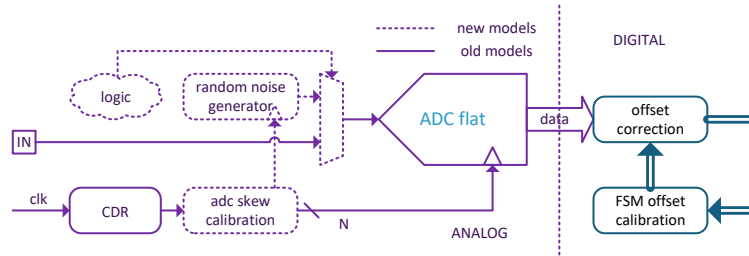 new models
old models
DIGITAL
logic
random noise
generator
ADC flat
data
offset
correction
IN
clk
CDR
adc skew
calibration
N
ANALOG
FSM offset
calibration